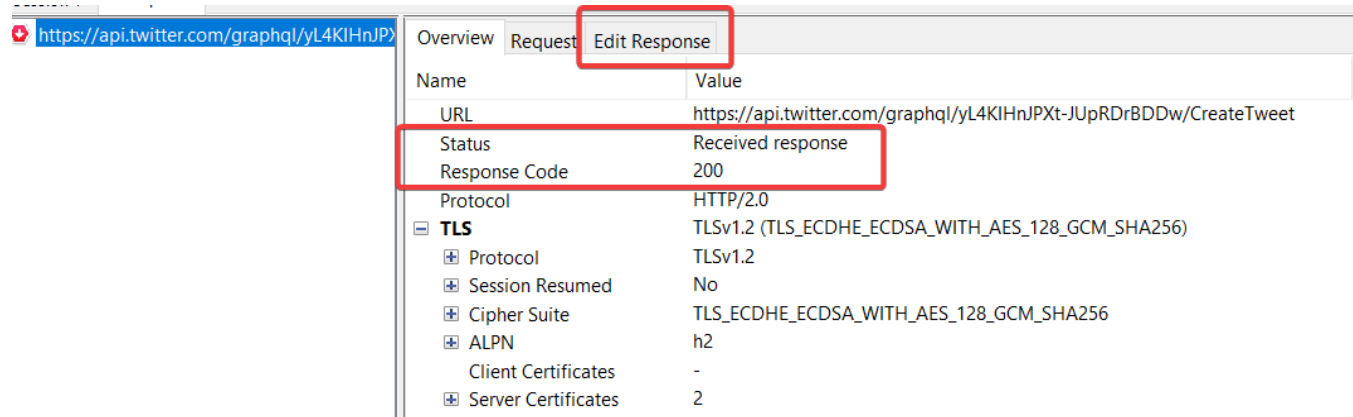 https://api.twitter.com/graphql/yL4KIHnJPX
Overview Request Edit Response
Name Value
URL https://api.twitter.com/graphql/yL4KIHnJPXt-JUpRDrBDDw/CreateTweet
Status Received response
Response Code 200
Protocol HTTP/2.0
TLS TLSv1.2 (TLS_ECDHE_ECDSA_WITH_AES_128_GCM_SHA256)
Protocol TLSv1.2
Session Resumed No
Cipher Suite TLS_ECDHE_ECDSA_WITH_AES_128_GCM_SHA256
ALPN h2
Client Certificates -
Server Certificates 2